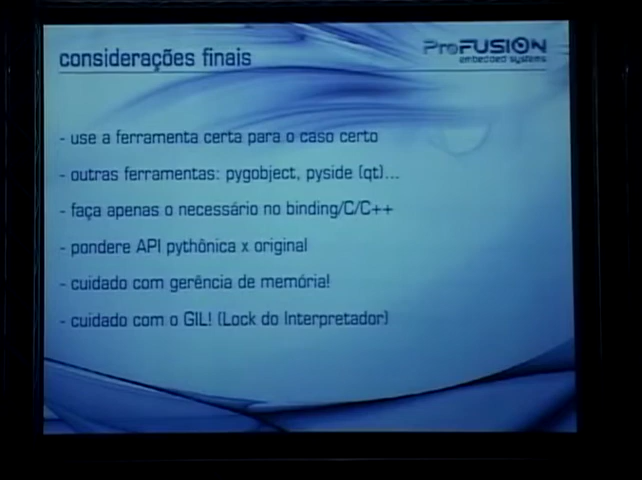 considerações finais
ProFUSION
embedded systems
- use a ferramenta certa para o caso certo
- outras ferramentas: pygobject, pyside (qt)...
- faça apenas o necessário no binding/C/C++
- pondere API pythônica x original
- cuidado com gerência de memória!
- cuidado com o GIL! (Lock do Interpretador)